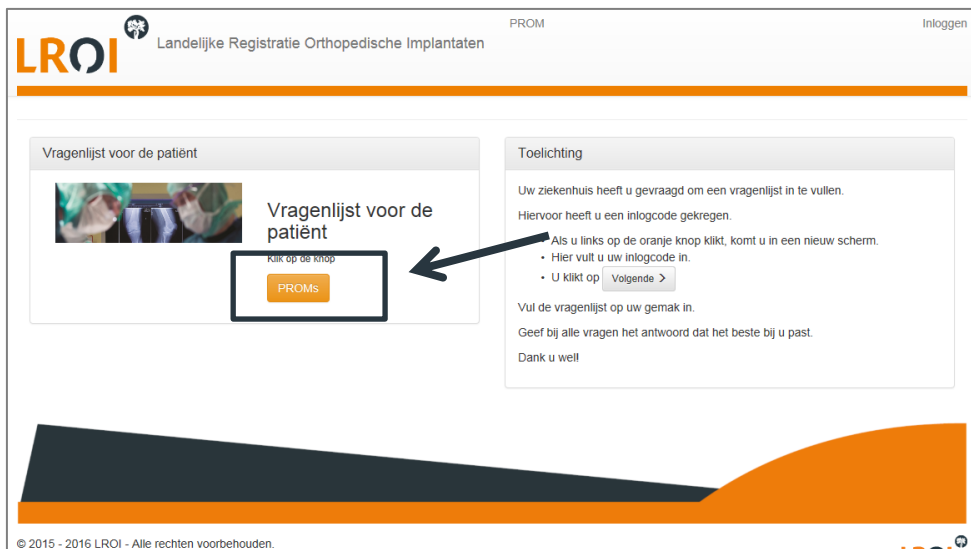 PROM
Inloggen
LROI
Landelijke Registratie Orthopedische Implantaten
Vragenlijst voor de patiënt
Vragenlijst voor de
patiënt
Klik op de knop
PROMs
Toelichting
Uw ziekenhuis heeft u gevraagd om een vragenlijst in te vullen.
Hiervoor heeft u een inlogcode gekregen.
• Als u links op de oranje knop klikt, komt u in een nieuw scherm.
• Hier vult u uw inlogcode in.
• U klikt op Volgende >
Vul de vragenlijst op uw gemak in.
Geef bij alle vragen het antwoord dat het beste bij u past.
Dank u wel!
© 2015 - 2016 LROI - Alle rechten voorbehouden.
LROI